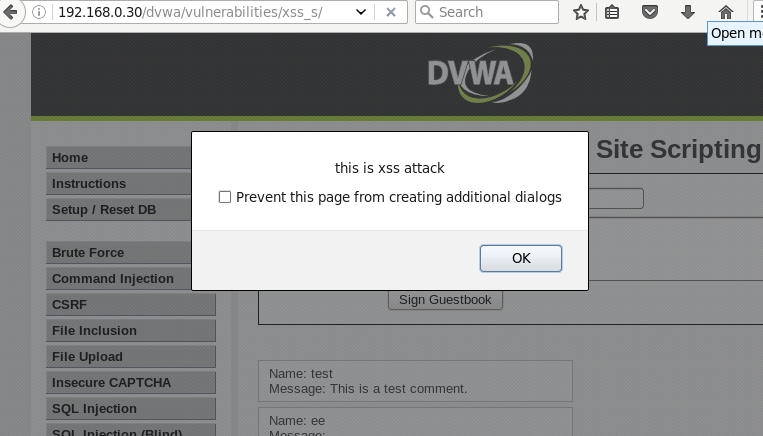 192.168.0.30/dvwa/vulnerabilities/xss_s/
Search
Open m
DVWA
Site Scripting
this is xss attack
Prevent this page from creating additional dialogs
OK
Home
Instructions
Setup / Reset DB
Brute Force
Command Injection
CSRF
File Inclusion
File Upload
Insecure CAPTCHA
SQL Injection
SQL Injection (Blind)
Sign Guestbook
Name: test
Message: This is a test comment.
Name: ee
Message: